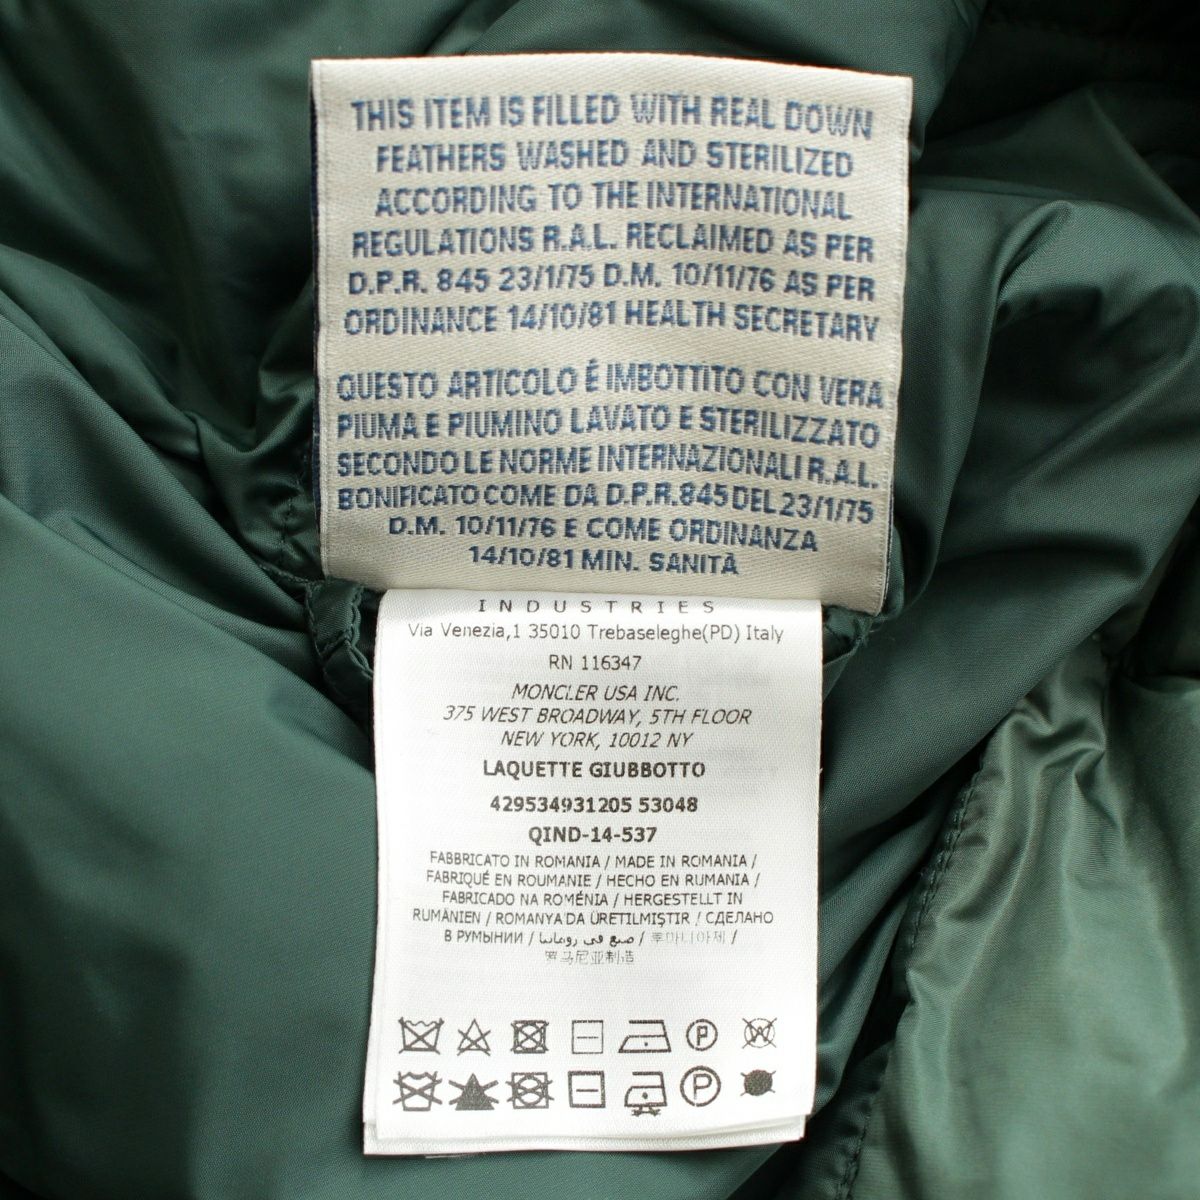 THIS ITEM IS FILLED WITH REAL DOWN
FEATHERS WASHED AND STERILIZED
ACCORDING TO THE INTERNATIONAL
REGULATIONS R.A.L. RECLAIMED AS PER
D.P.R. 845 23/1/75 D.M. 10/11/76 AS PER
ORDINANCE 14/10/81 HEALTH SECRETARY
QUESTO ARTICOLO É IMBOTTITO CON VERA
PIUMA E PIUMINO LAVATO E STERILIZZATO
SECONDO LE NORME INTERNAZIONALI R.A.L.
BONIFICATO COME DA D.P.R.845 DEL 23/1/75
D.M. 10/11/76 E COME ORDINANZA
14/10/81 MIN. SANITÀ
INDUSTRIES
Via Venezia,1 35010 Trebaseleghe(PD) Italy
RN 116347
MONCLER USA INC.
375 WEST BROADWAY, 5TH FLOOR
NEW YORK, 10012 NY
LAQUETTE GIUBBOTTO
429534931205 53048
QIND-14-537
FABBRICATO IN ROMANIA / MADE IN ROMANIA /
FABRIQUÉ EN ROUMANIE / HECHO EN RUMANIA /
FABRICADO NA ROMÉNIA / HERGESTELLT IN
RUMÄNIEN / ROMANYA'DA ÜRETILMIŞTIR / СДЕЛАНО
В РУМЫНИИ / صنع في رومانيا / 루마니아제 /
罗马尼亚制造
P W
P